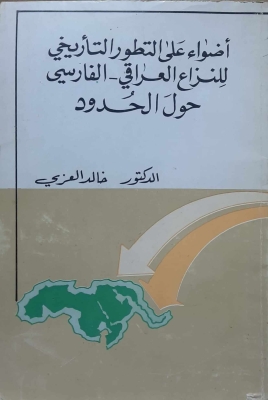 أضواء على التطور التأريخي
للنزاع العراقي - الفارسي
حول الحدود
الدكتور خالد العزي